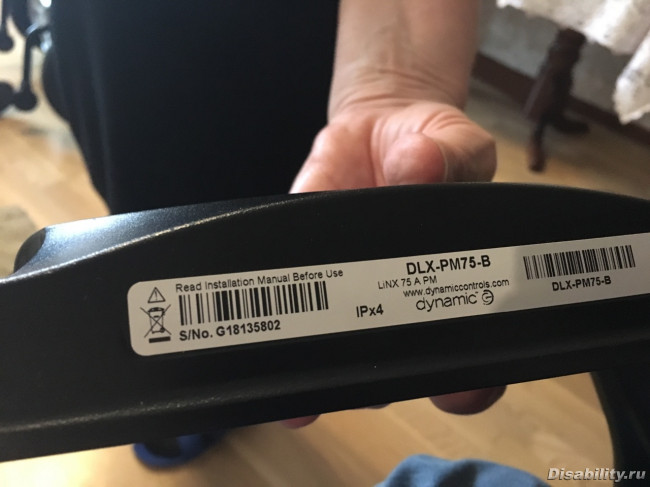 Read Installation Manual Before Use
S/No. G18135802
IPx4
DLX-PM75-B
LiNX 75 A PM
www.dynamiccontrols.com
dynamic
DLX-PM75-B
Disability.ru